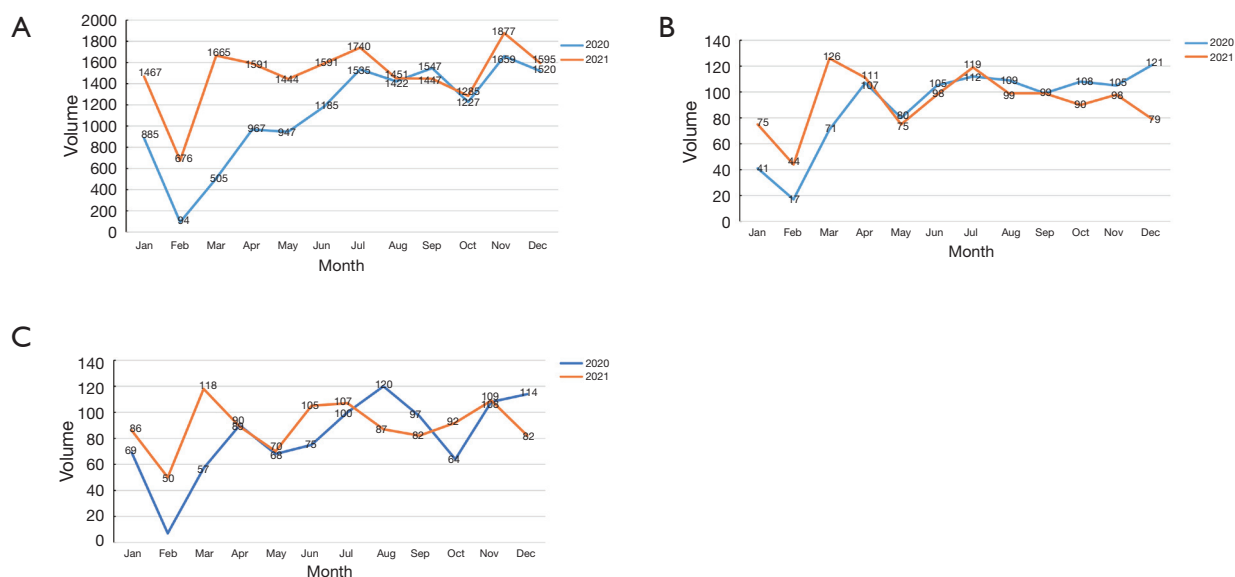 A
2000
1800
1600
1400
1200
1000
800
600
400
200
0
Volume
1467 676 1665 1591 1444 1591 1740 1451 1447 1285 1877 1595
885 94 505 967 947 1185 1535 1422 1547 1227 1659 1520
Jan Feb Mar Apr May Jun Jul Aug Sep Oct Nov Dec
Month
2020
2021
B
140
120
100
80
60
40
20
0
Volume
75 44 126 111 75 98 119 99 99 90 98 79
41 17 71 107 80 105 112 109 108 105 121
Jan Feb Mar Apr May Jun Jul Aug Sep Oct Nov Dec
Month
2020
2021
C
140
120
100
80
60
40
20
0
Volume
86 50 118 90 70 105 107 87 82 92 109 82
69 57 89 68 75 100 120 97 64 108 114
Jan Feb Mar Apr May Jun Jul Aug Sep Oct Nov Dec
Month
2020
2021